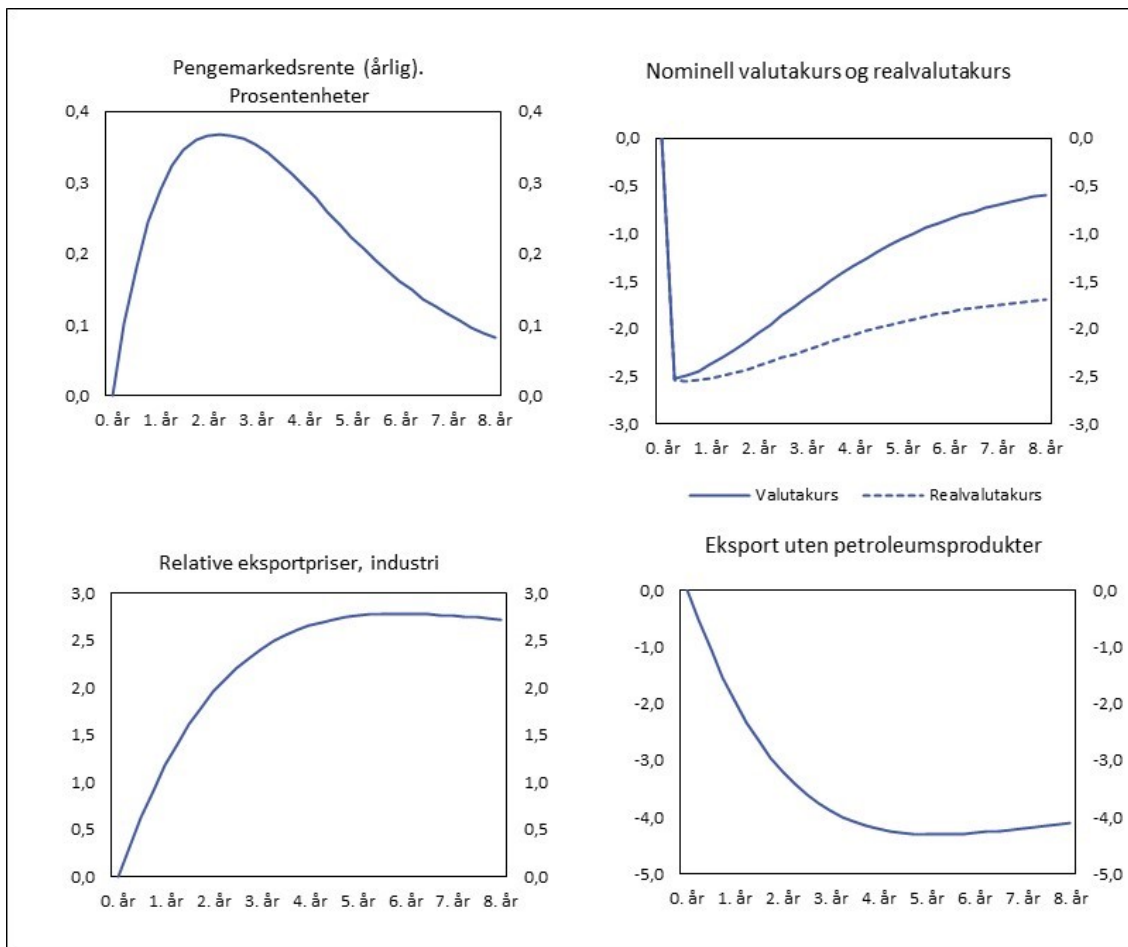 Pengemarkedsrente (årlig).
Prosentenheter
0,4 0,4
0,3 0,3
0,2 0,2
0,1 0,1
0,0 0,0
0. år 1. år 2. år 3. år 4. år 5. år 6. år 7. år 8. år
Nominell valutakurs og realvalutakurs
0,0 0,0
-0,5 -0,5
-1,0 -1,0
-1,5 -1,5
-2,0 -2,0
-2,5 -2,5
-3,0 -3,0
0. år 1. år 2. år 3. år 4. år 5. år 6. år 7. år 8. år
Valutakurs Realvalutakurs
Relative eksportpriser, industri
3,0 3,0
2,5 2,5
2,0 2,0
1,5 1,5
1,0 1,0
0,5 0,5
0,0 0,0
0. år 1. år 2. år 3. år 4. år 5. år 6. år 7. år 8. år
Eksport uten petroleumsprodukter
0,0 0,0
-1,0 -1,0
-2,0 -2,0
-3,0 -3,0
-4,0 -4,0
-5,0 -5,0
0. år 1. år 2. år 3. år 4. år 5. år 6. år 7. år 8. år